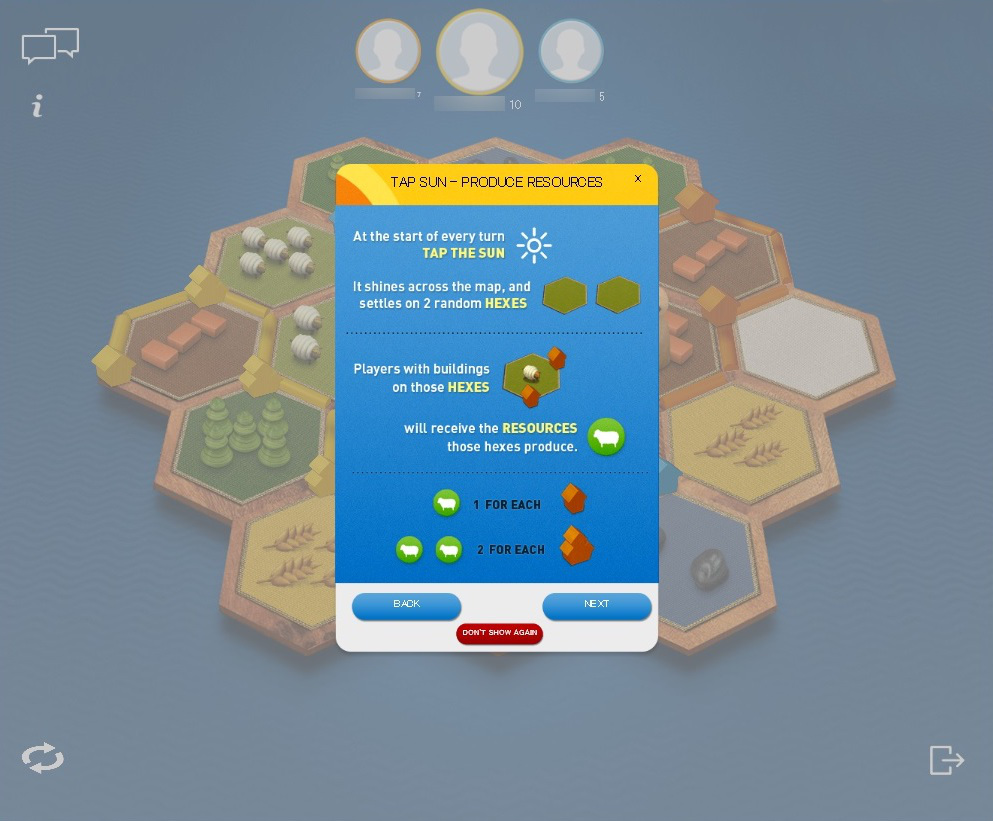 i
7
10
5
TAP SUN – PRODUCE RESOURCES
X
At the start of every turn
TAP THE SUN
It shines across the map, and
settles on 2 random HEXES
Players with buildings
on those HEXES
will receive the RESOURCES
those hexes produce.
1 FOR EACH
2 FOR EACH
BACK
NEXT
DON'T SHOW AGAIN